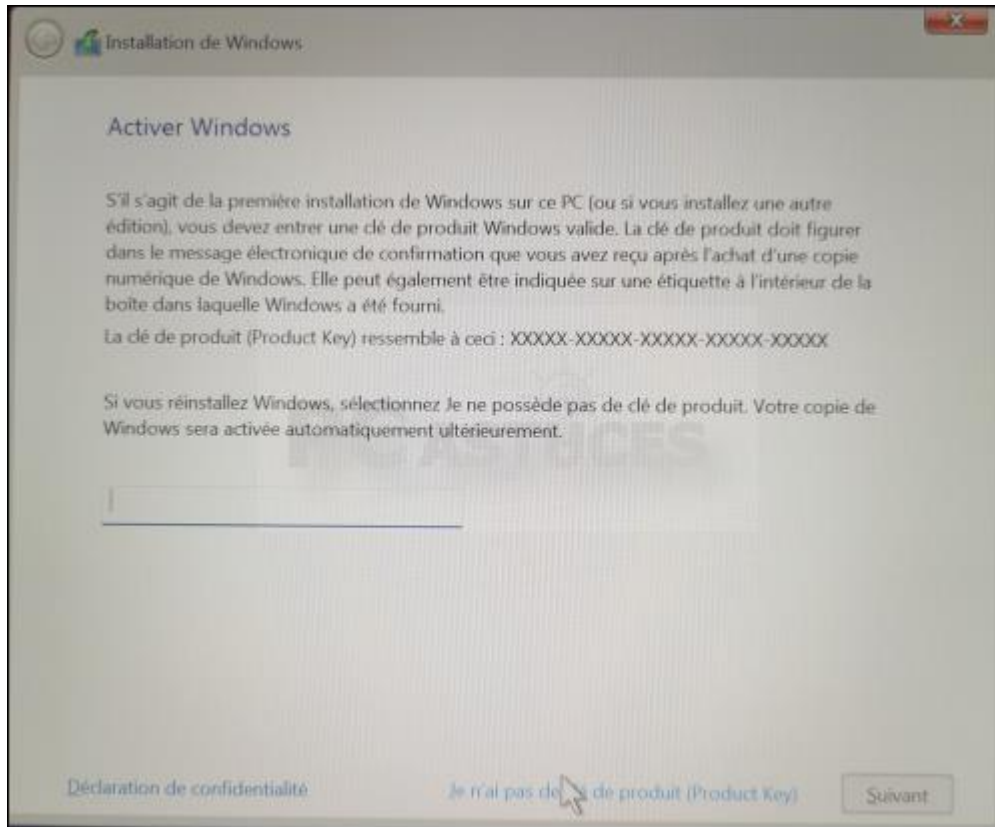 Installation de Windows
Activer Windows
S'il s'agit de la première installation de Windows sur ce PC (ou si vous installez une autre
édition), vous devez entrer une clé de produit Windows valide. La clé de produit doit figurer
dans le message électronique de confirmation que vous avez reçu après l'achat d'une copie
numérique de Windows. Elle peut également être indiquée sur une étiquette à l'intérieur de la
boîte dans laquelle Windows a été fourni.
La clé de produit (Product Key) ressemble à ceci : XXXXX-XXXXX-XXXXX-XXXXX-XXXXX
Si vous réinstallez Windows, sélectionnez Je ne possède pas de clé de produit. Votre copie de
Windows sera activée automatiquement ultérieurement.
PC ASTUCES
Déclaration de confidentialité
Je n'ai pas de clé de produit (Product Key)
Suivant